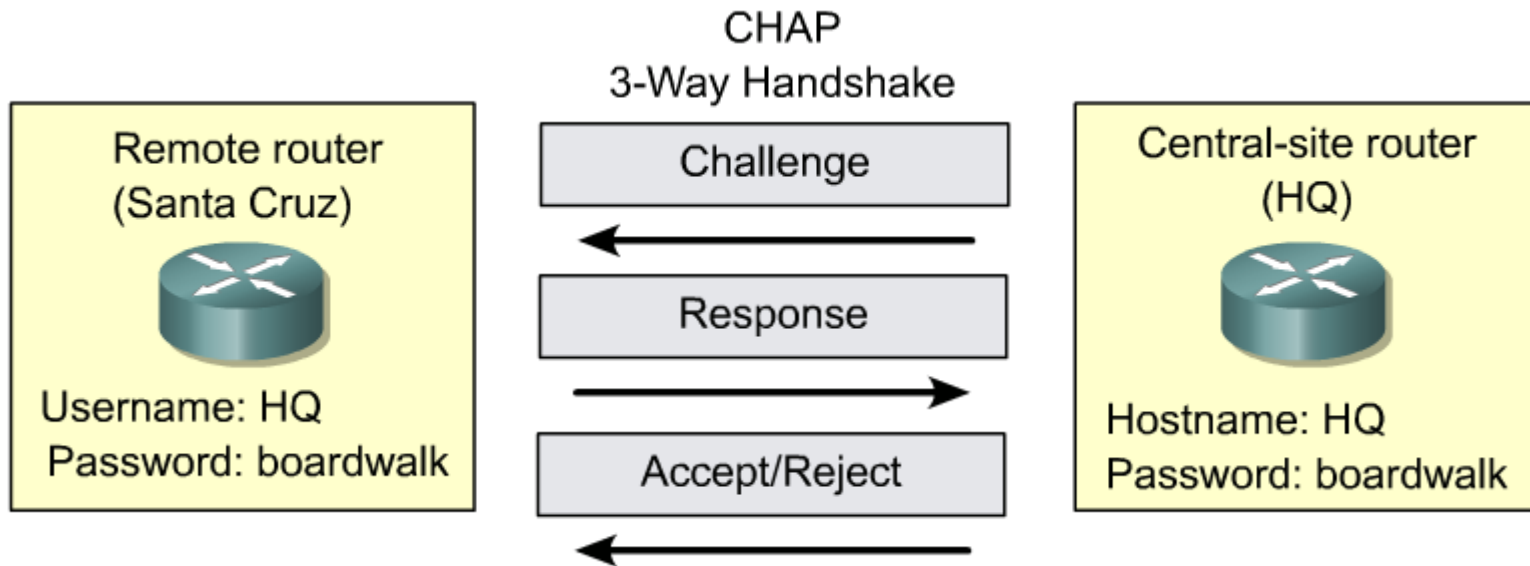 CHAP
3-Way Handshake
Remote router
(Santa Cruz)
Username: HQ
Password: boardwalk
Challenge
Response
Accept/Reject
Central-site router
(HQ)
Hostname: HQ
Password: boardwalk